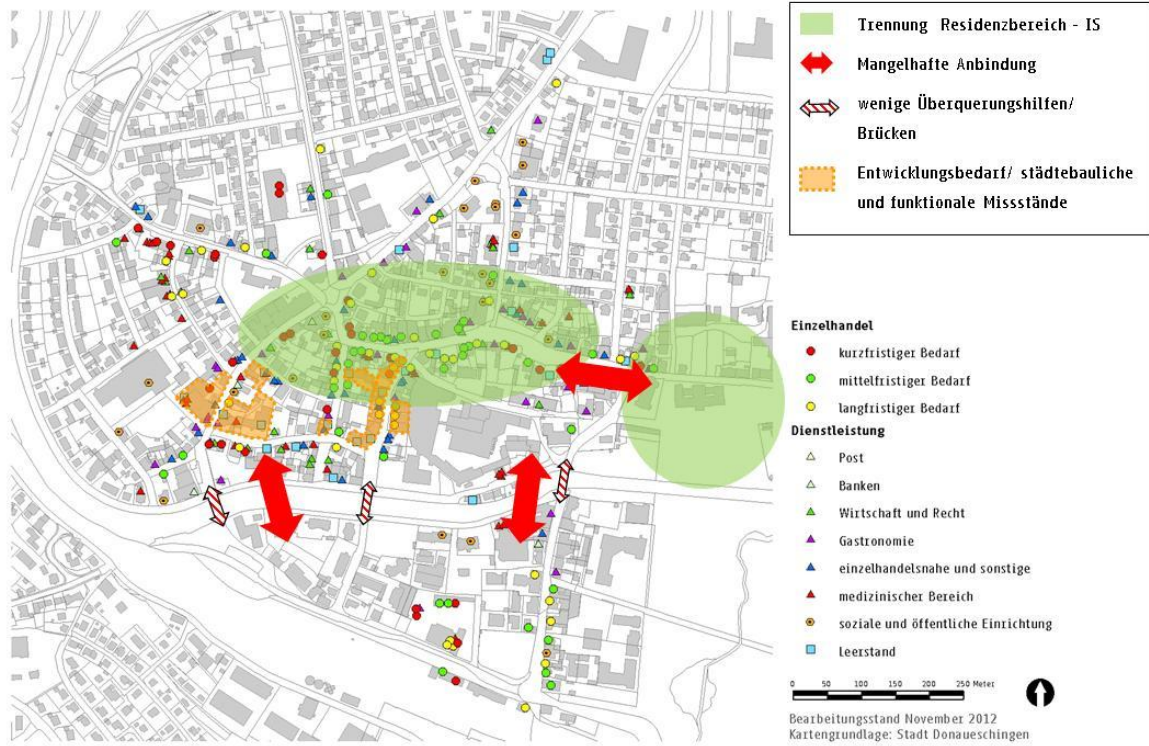 Trennung Residenzbereich - IS
Mangelhafte Anbindung
wenige Überquerungshilfen/
Brücken
Entwicklungsbedarf/ städtebauliche
und funktionale Missstände
Einzelhandel
kurzfristiger Bedarf
mittelfristiger Bedarf
langfristiger Bedarf
Dienstleistung
Post
Banken
Wirtschaft und Recht
Gastronomie
einzelhandelsnahe und sonstige
medizinischer Bereich
soziale und öffentliche Einrichtung
Leerstand
0 50 100 150 200 250 Meter
Bearbeitungsstand November 2012
Kartengrundlage: Stadt Donaueschingen